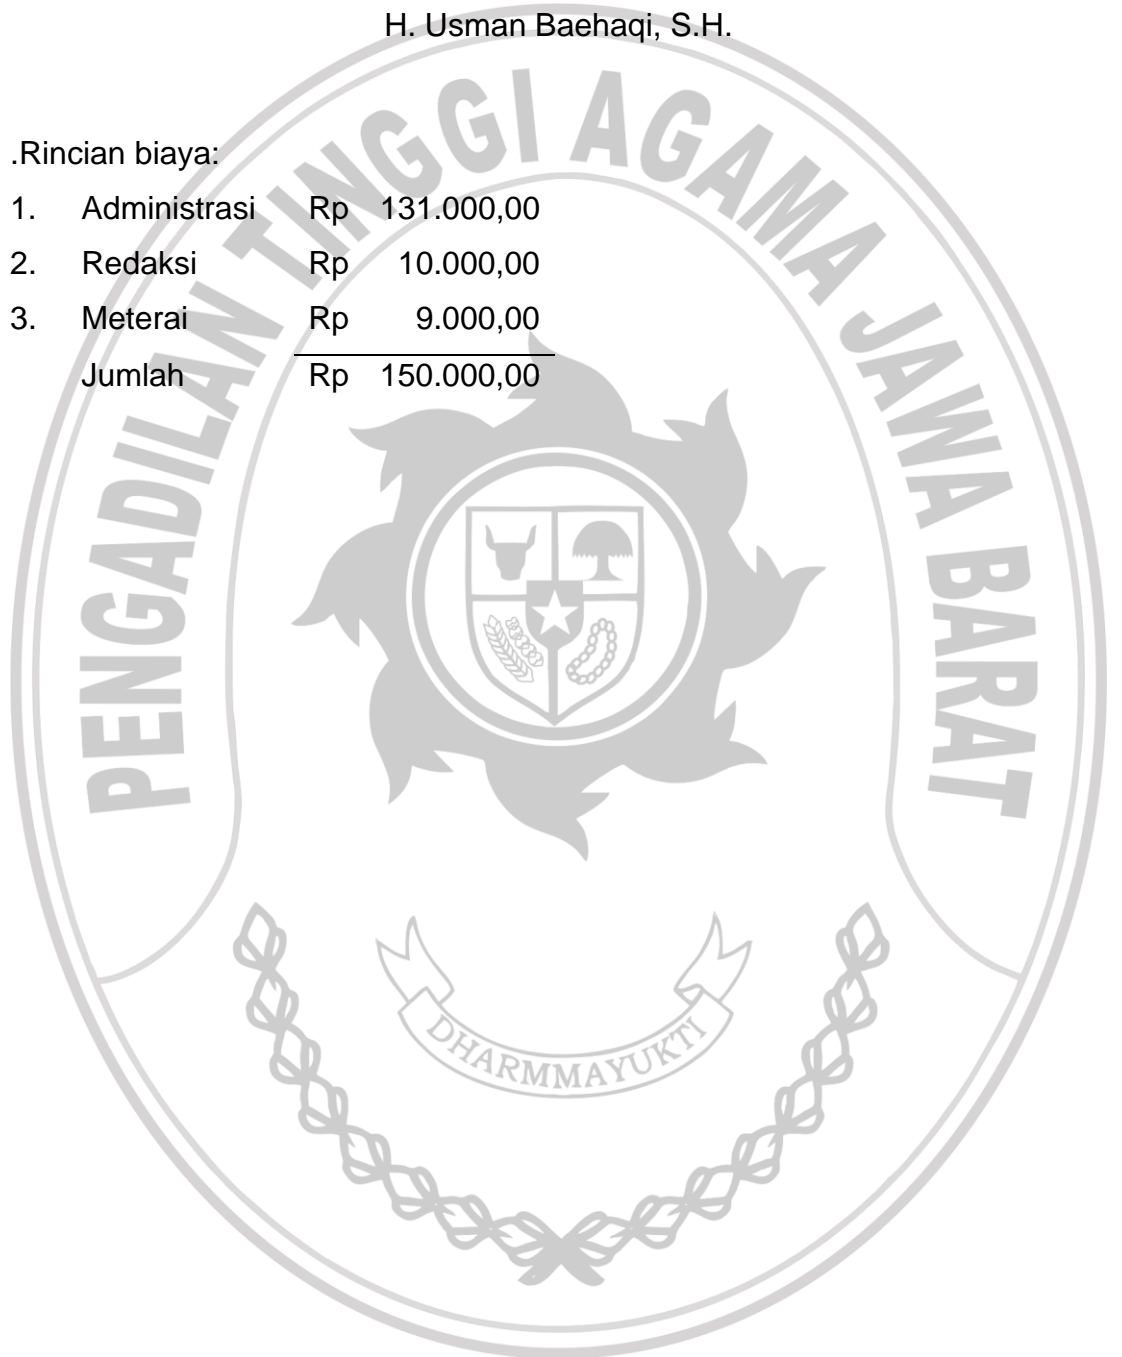 H. Usman Baehaqi, S.H.
.Rincian biaya:
1. Administrasi Rp 131.000,00
2. Redaksi Rp 10.000,00
3. Meterai Rp 9.000,00
Jumlah Rp 150.000,00
PENGADILAN TINGGI AGAMA JAWA BARAT
DHARMMAYUKTI